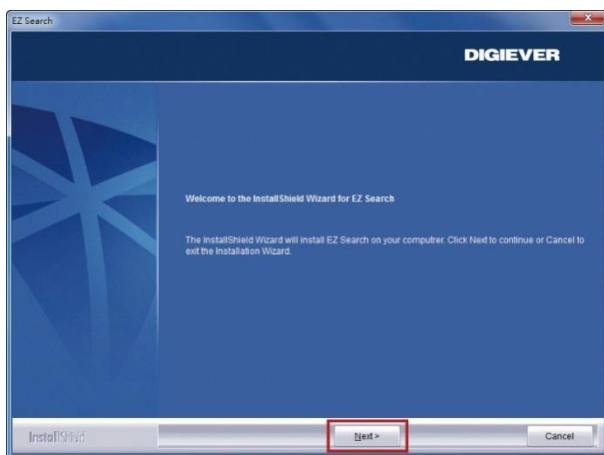 EZ Search
DIGIEVER
Welcome to the InstallShield Wizard for EZ Search
The InstallShield Wizard will install EZ Search on your computrer. Click Next to continue or Cancel to
exit the Installation Wizard.
InstallShield
Next >
Cancel